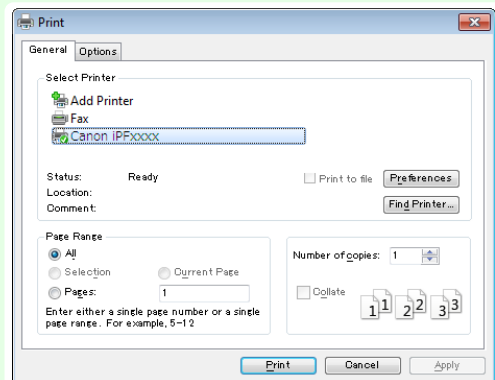 Print
General Options
Select Printer
Add Printer
Fax
Canon iPFxxxx
Status: Ready
Print to file Preferences
Location:
Comment:
Find Printer...
Page Range
All
Selection Current Page
Pages: 1
Enter either a single page number or a single
page range. For example, 5-12
Number of copies: 1
Collate
1 1 2 2 3 3
Print Cancel Apply